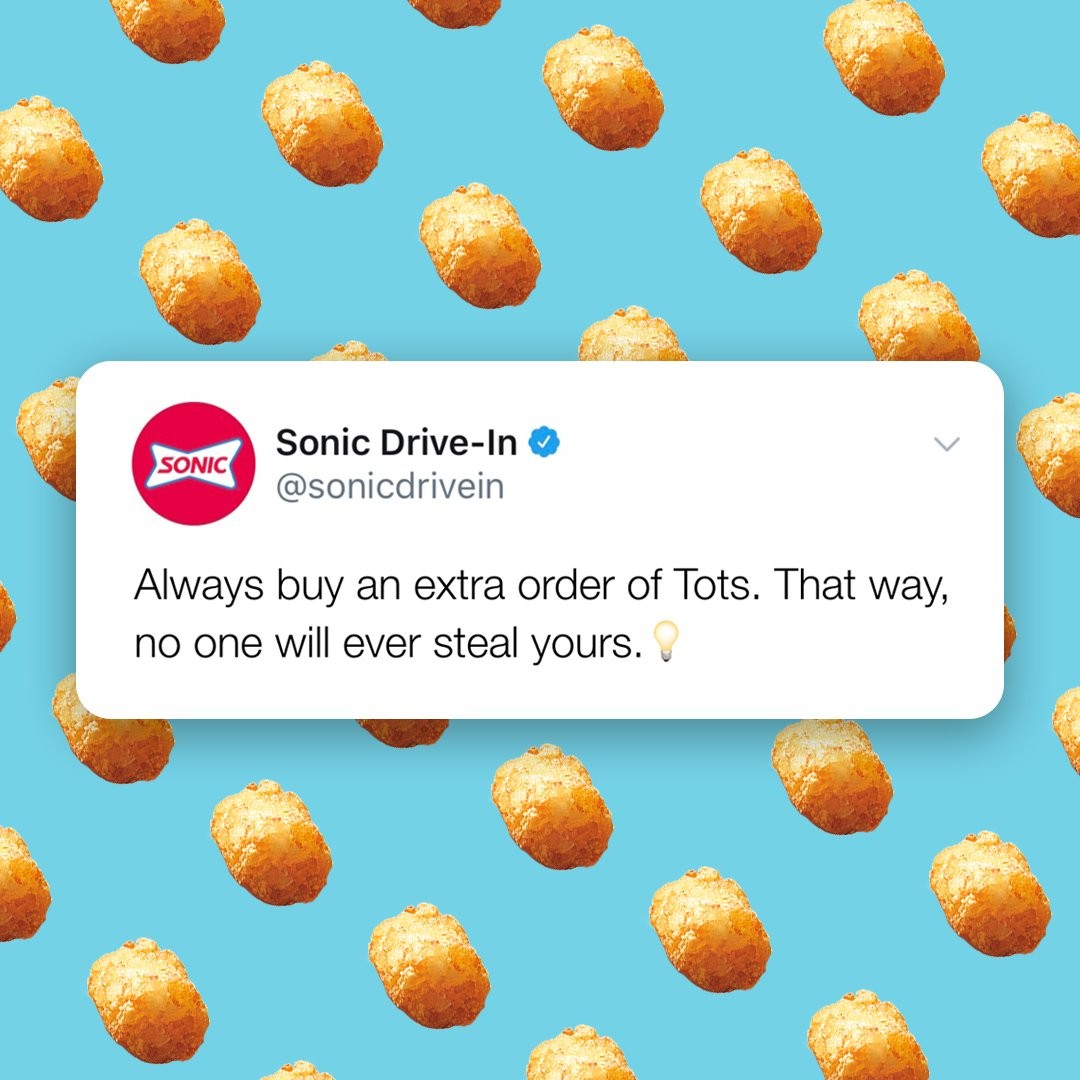 SONIC
Sonic Drive-In
@sonicdrivein
Always buy an extra order of Tots. That way,
no one will ever steal yours.💡